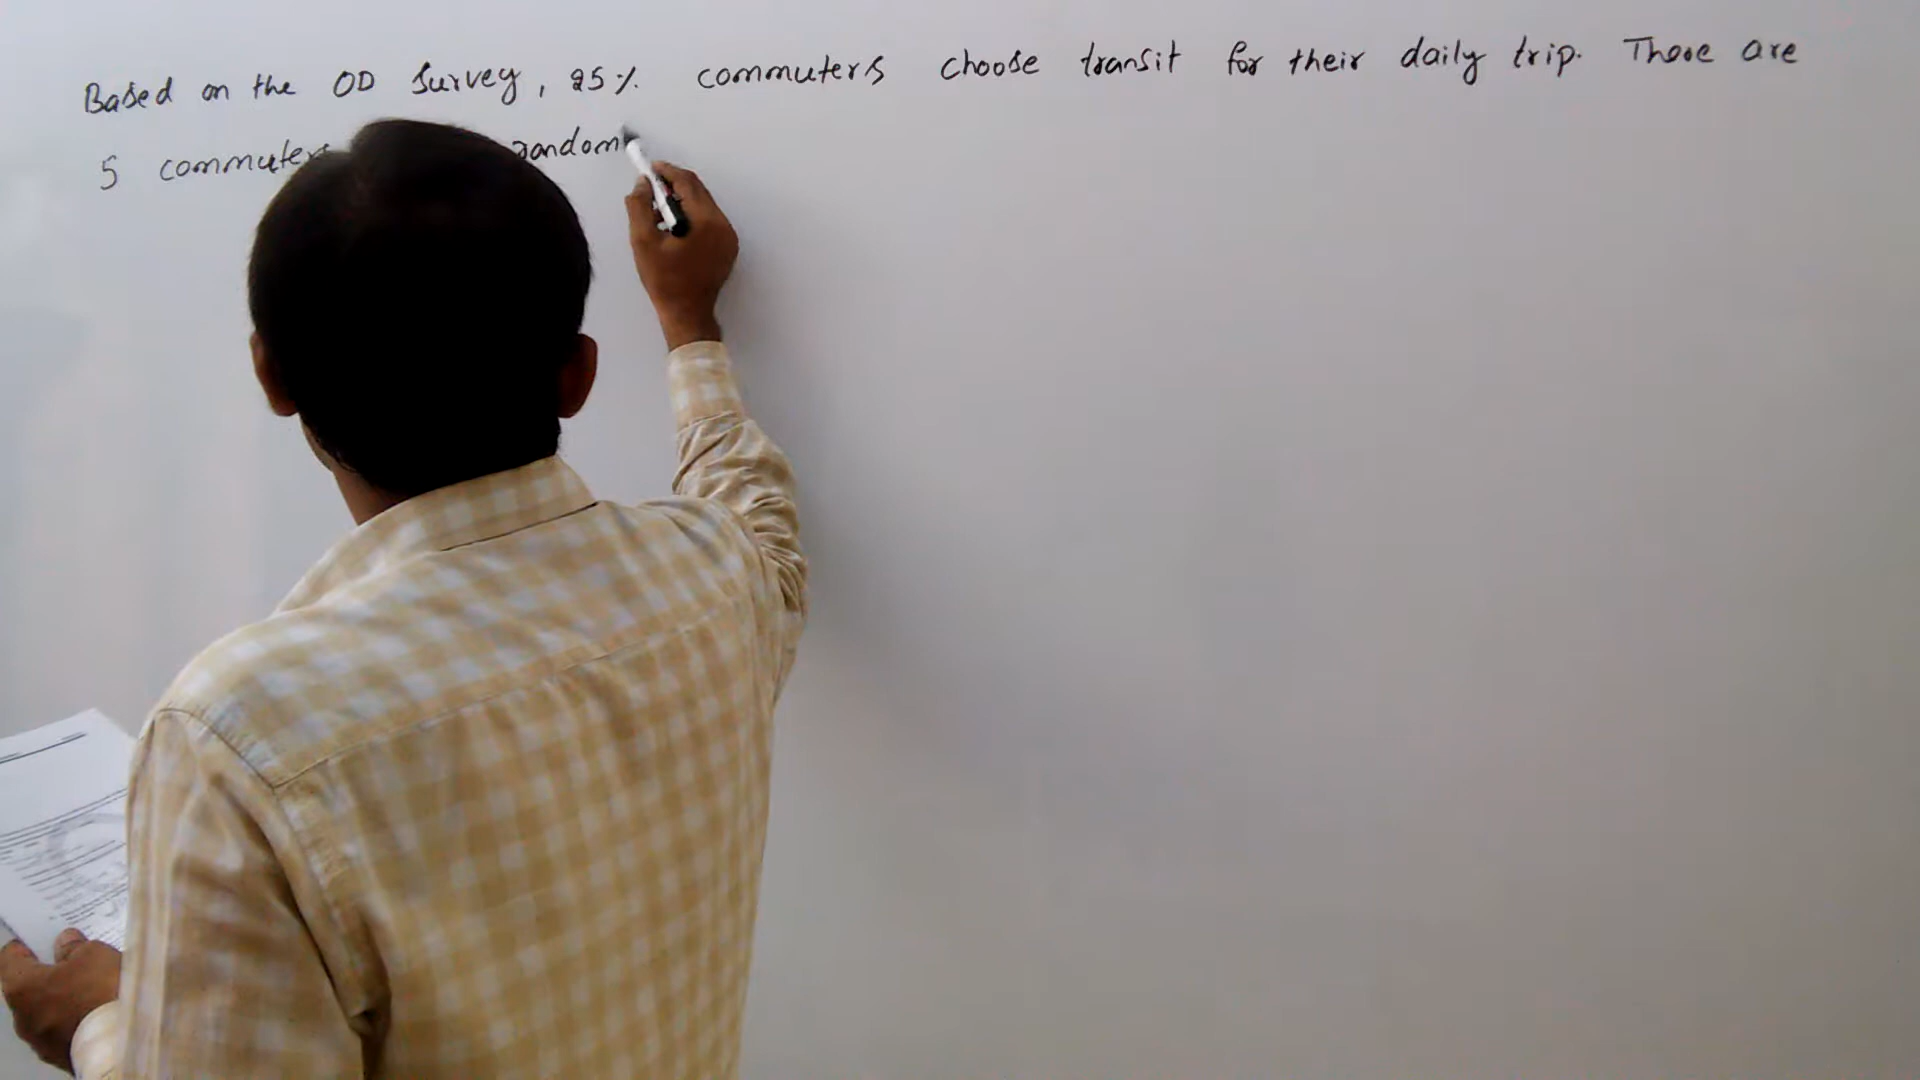 Based on the OD Survey, 25% commuters choose transit for their daily trip. There are
5 commuters random